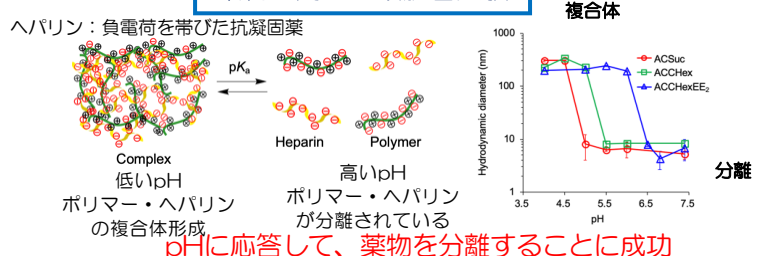 複合体
ヘパリン：負電荷を帯びた抗凝固薬
pKa
Heparin
Polymer
Complex
低いpH
ポリマー・ヘパリン
の複合体形成
高いpH
ポリマー・ヘパリン
が分離されている
Hydrodynamic diameter (nm)
1000
100
10
1
3.5 4.5 5.5 6.5 7.5
pH
ACSuc
ACCHex
ACCHexEE2
分離
pHに応答して、薬物を分離することに成功